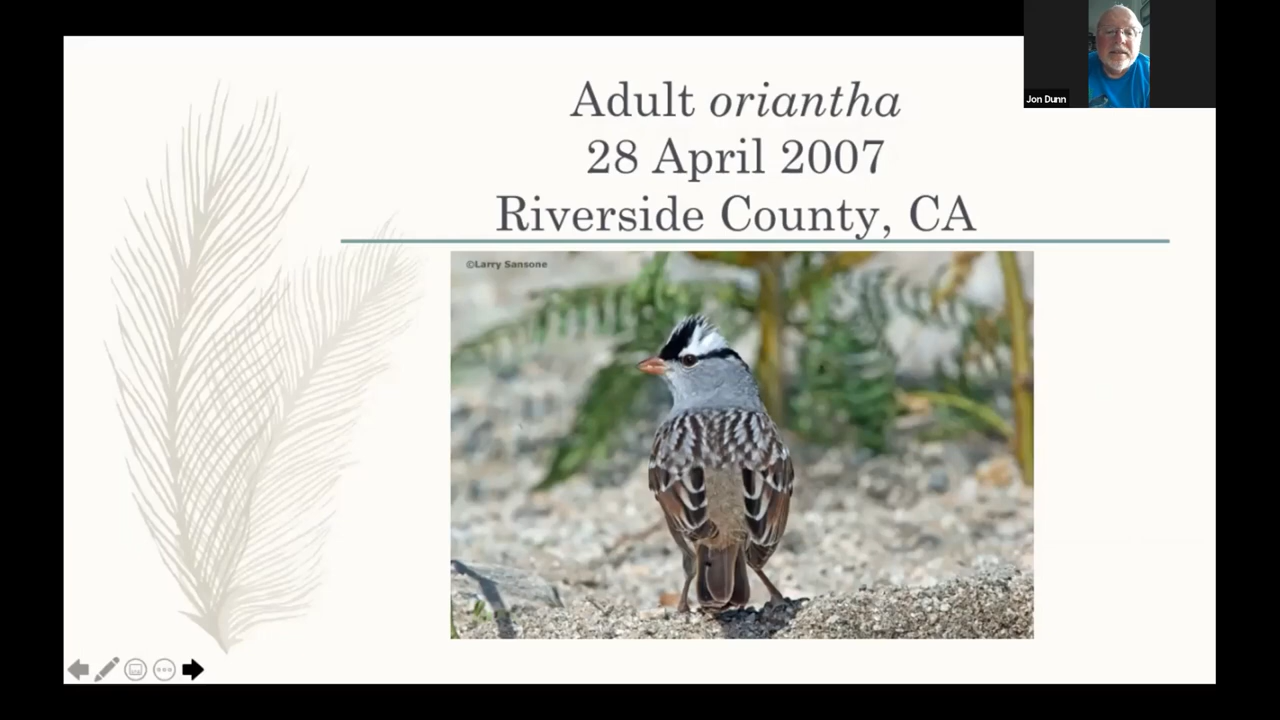 Adult oriantha
28 April 2007
Riverside County, CA
©Larry Sansone
Jon Dunn